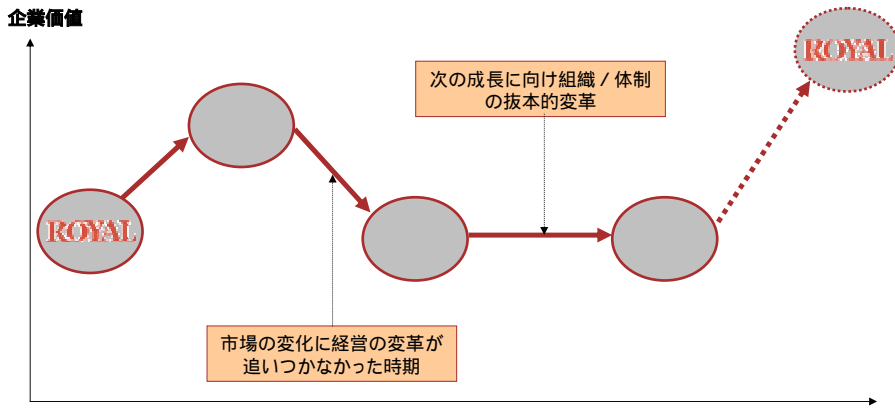 企業価値
ROYAL
次の成長に向け組織/体制
の抜本的変革
ROYAL
市場の変化に経営の変革が
追いつかなかった時期